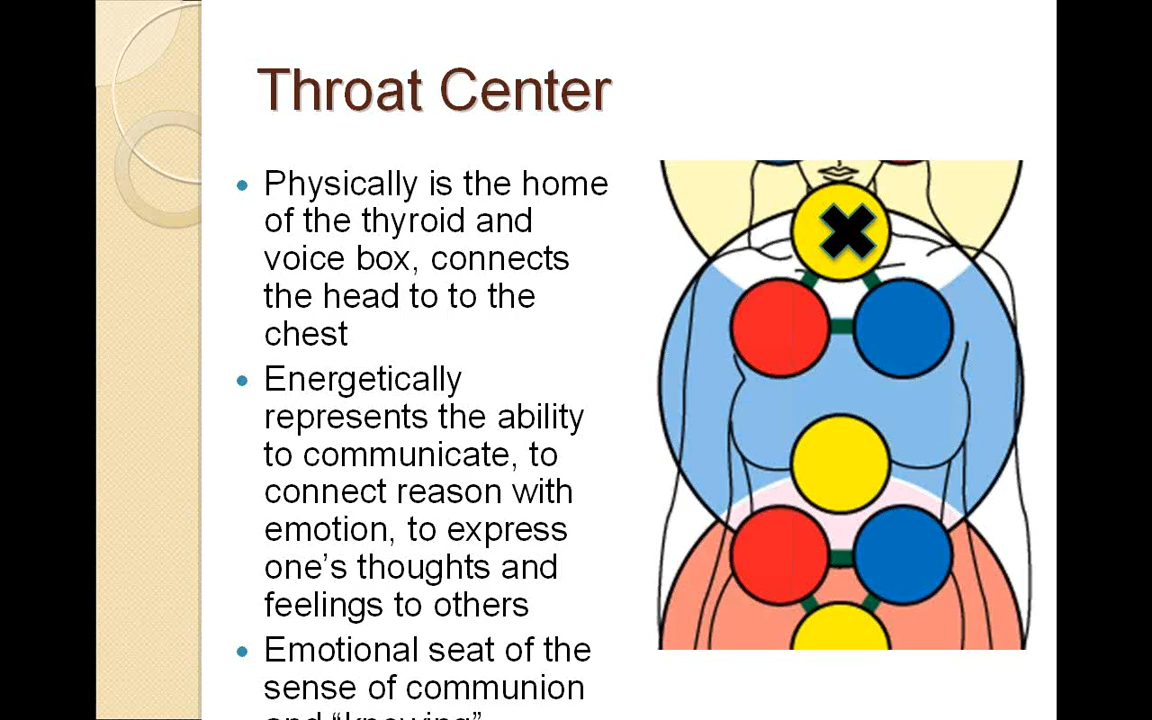 Throat Center
• Physically is the home
of the thyroid and
voice box, connects
the head to to the
chest
• Energetically
represents the ability
to communicate, to
connect reason with
emotion, to express
one’s thoughts and
feelings to others
• Emotional seat of the
sense of communion
and “knowing”